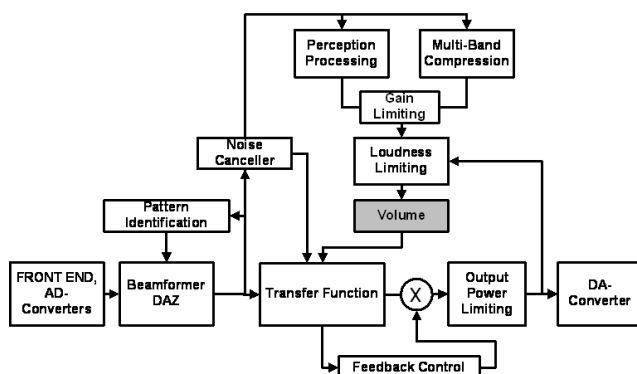 Perception
Processing
Multi-Band
Compression
Gain
Limiting
Noise
Canceller
Loudness
Limiting
Pattern
Identification
Volume
FRONT END,
AD-
Converters
Beamformer
DAZ
Transfer Function
X
Output
Power
Limiting
DA-
Converter
Feedback Control